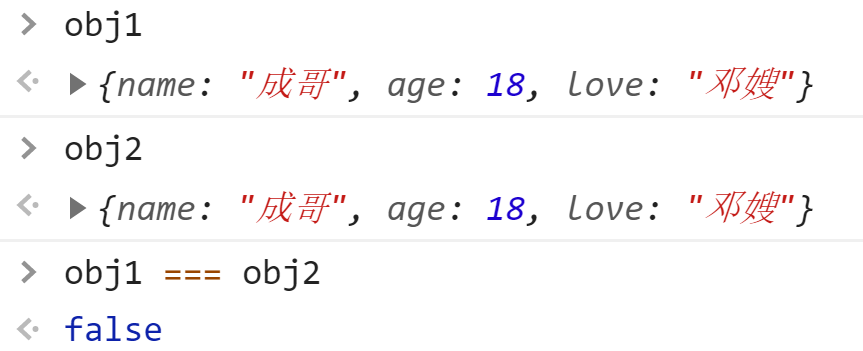 > obj1
<· ▶ {name: "成哥", age: 18, love: "邓嫂"}
> obj2
<· ▶ {name: "成哥", age: 18, love: "邓嫂"}
> obj1 === obj2
<· false